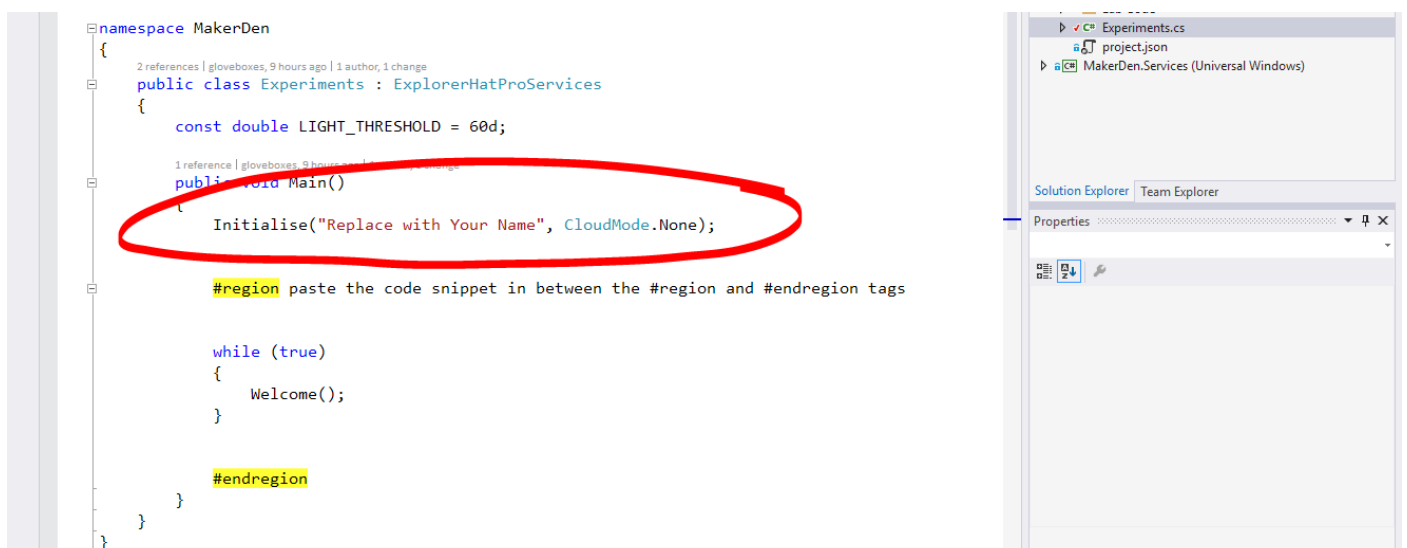 namespace MakerDen
{
2 references | gloveboxes, 9 hours ago | 1 author, 1 change
public class Experiments : ExplorerHatProServices
{
const double LIGHT_THRESHOLD = 60d;
1 reference | gloveboxes, 9 hours ago
public void Main()
{
Initialise("Replace with Your Name", CloudMode.None);
#region paste the code snippet in between the #region and #endregion tags
while (true)
{
Welcome();
}
#endregion
}
}
}
C# Experiments.cs
project.json
C# MakerDen.Services (Universal Windows)
Solution Explorer Team Explorer
Properties